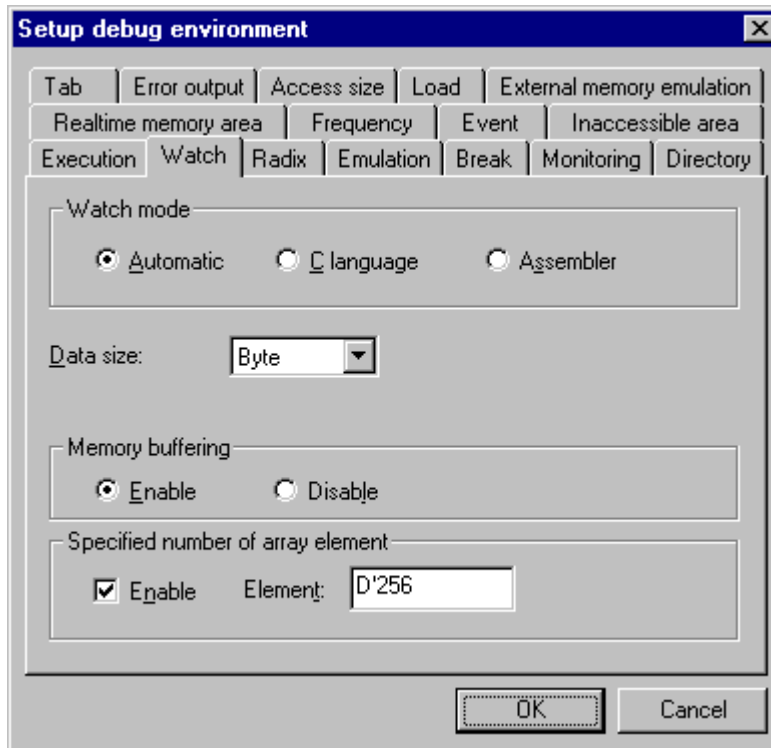 Setup debug environment
Tab Error output Access size Load External memory emulation
Realtime memory area Frequency Event Inaccessible area
Execution Watch Radix Emulation Break Monitoring Directory
Watch mode
Automatic C language Assembler
Data size: Byte
Memory buffering
Enable Disable
Specified number of array element
Enable Element: D'256
OK Cancel